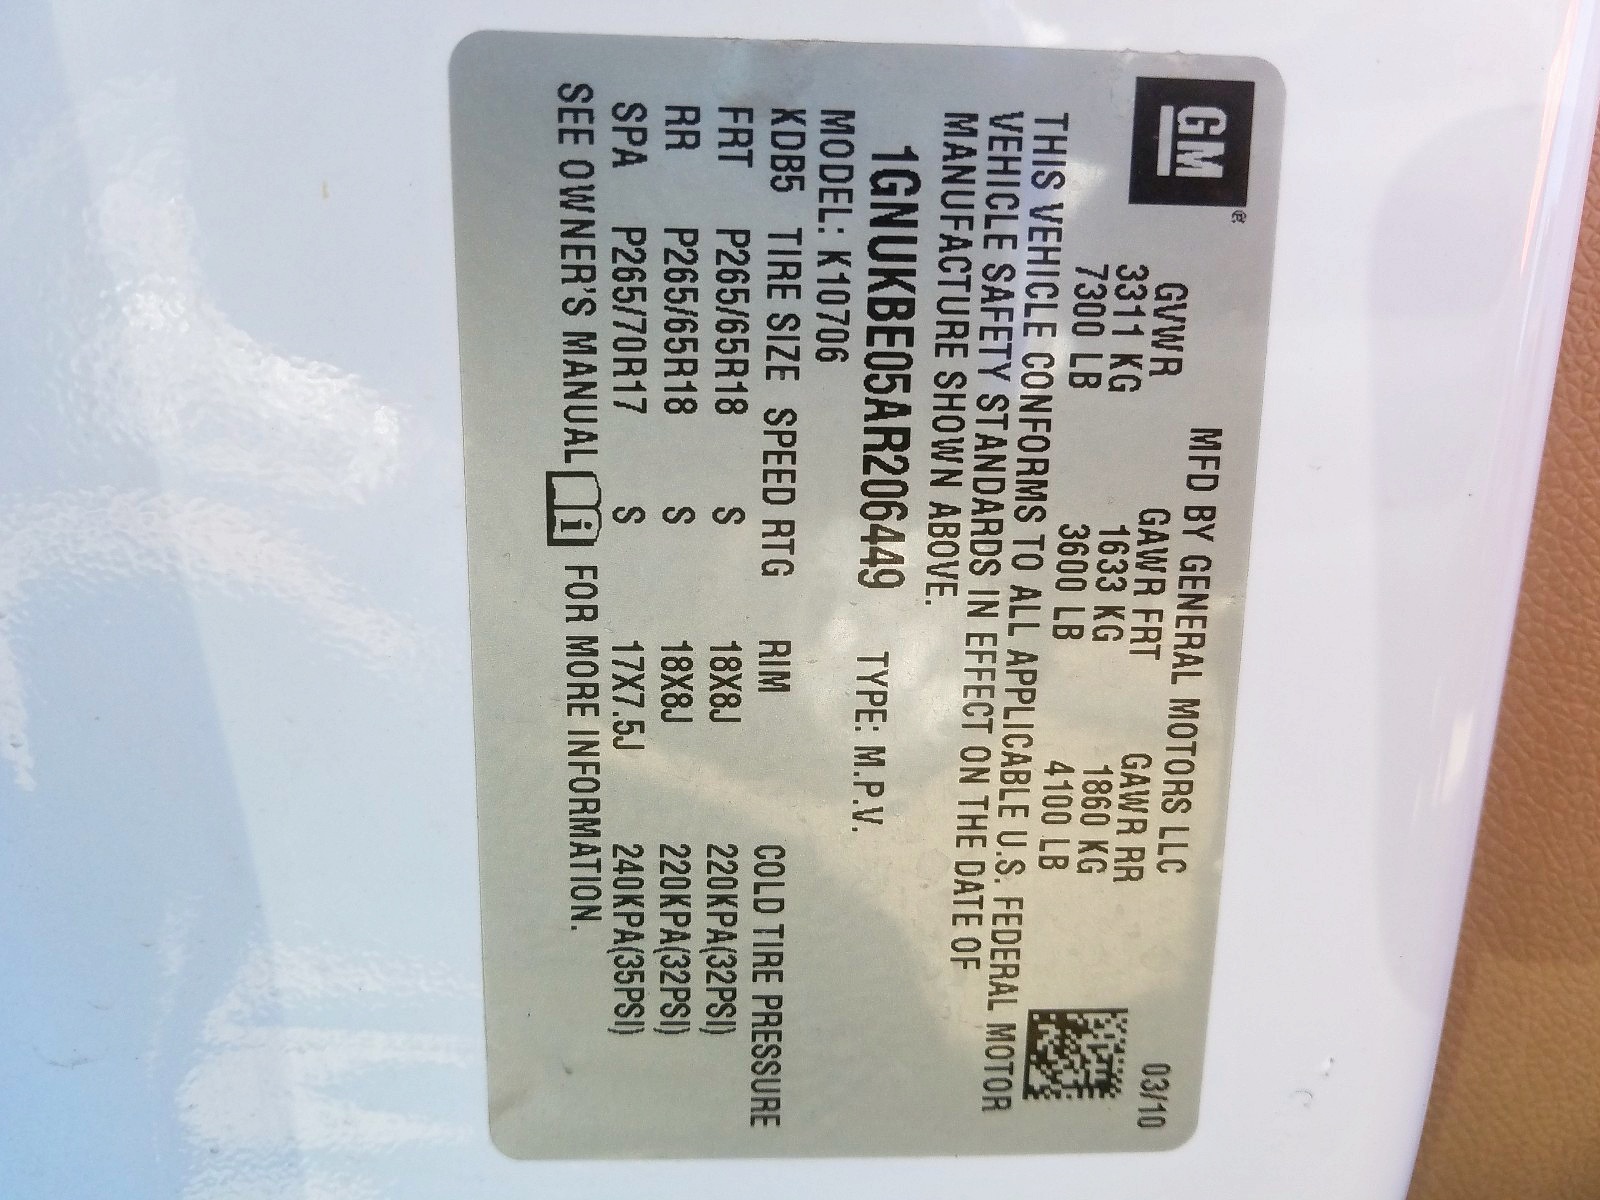 GM®
MFD BY GENERAL MOTORS LLC
03/10
GVWR GAWR FRT GAWR RR
3311 KG 1633 KG 1860 KG
7300 LB 3600 LB 4100 LB
THIS VEHICLE CONFORMS TO ALL APPLICABLE U.S. FEDERAL MOTOR
VEHICLE SAFETY STANDARDS IN EFFECT ON THE DATE OF
MANUFACTURE SHOWN ABOVE.
1GNUKBE05AR206449 TYPE: M.P.V.
MODEL: K10706
XDB5 TIRE SIZE SPEED RTG RIM COLD TIRE PRESSURE
FRT P265/65R18 S 18X8J 220KPA(32PSI)
RR P265/65R18 S 18X8J 220KPA(32PSI)
SPA P265/70R17 S 17X7.5J 240KPA(35PSI)
SEE OWNER'S MANUAL i FOR MORE INFORMATION.